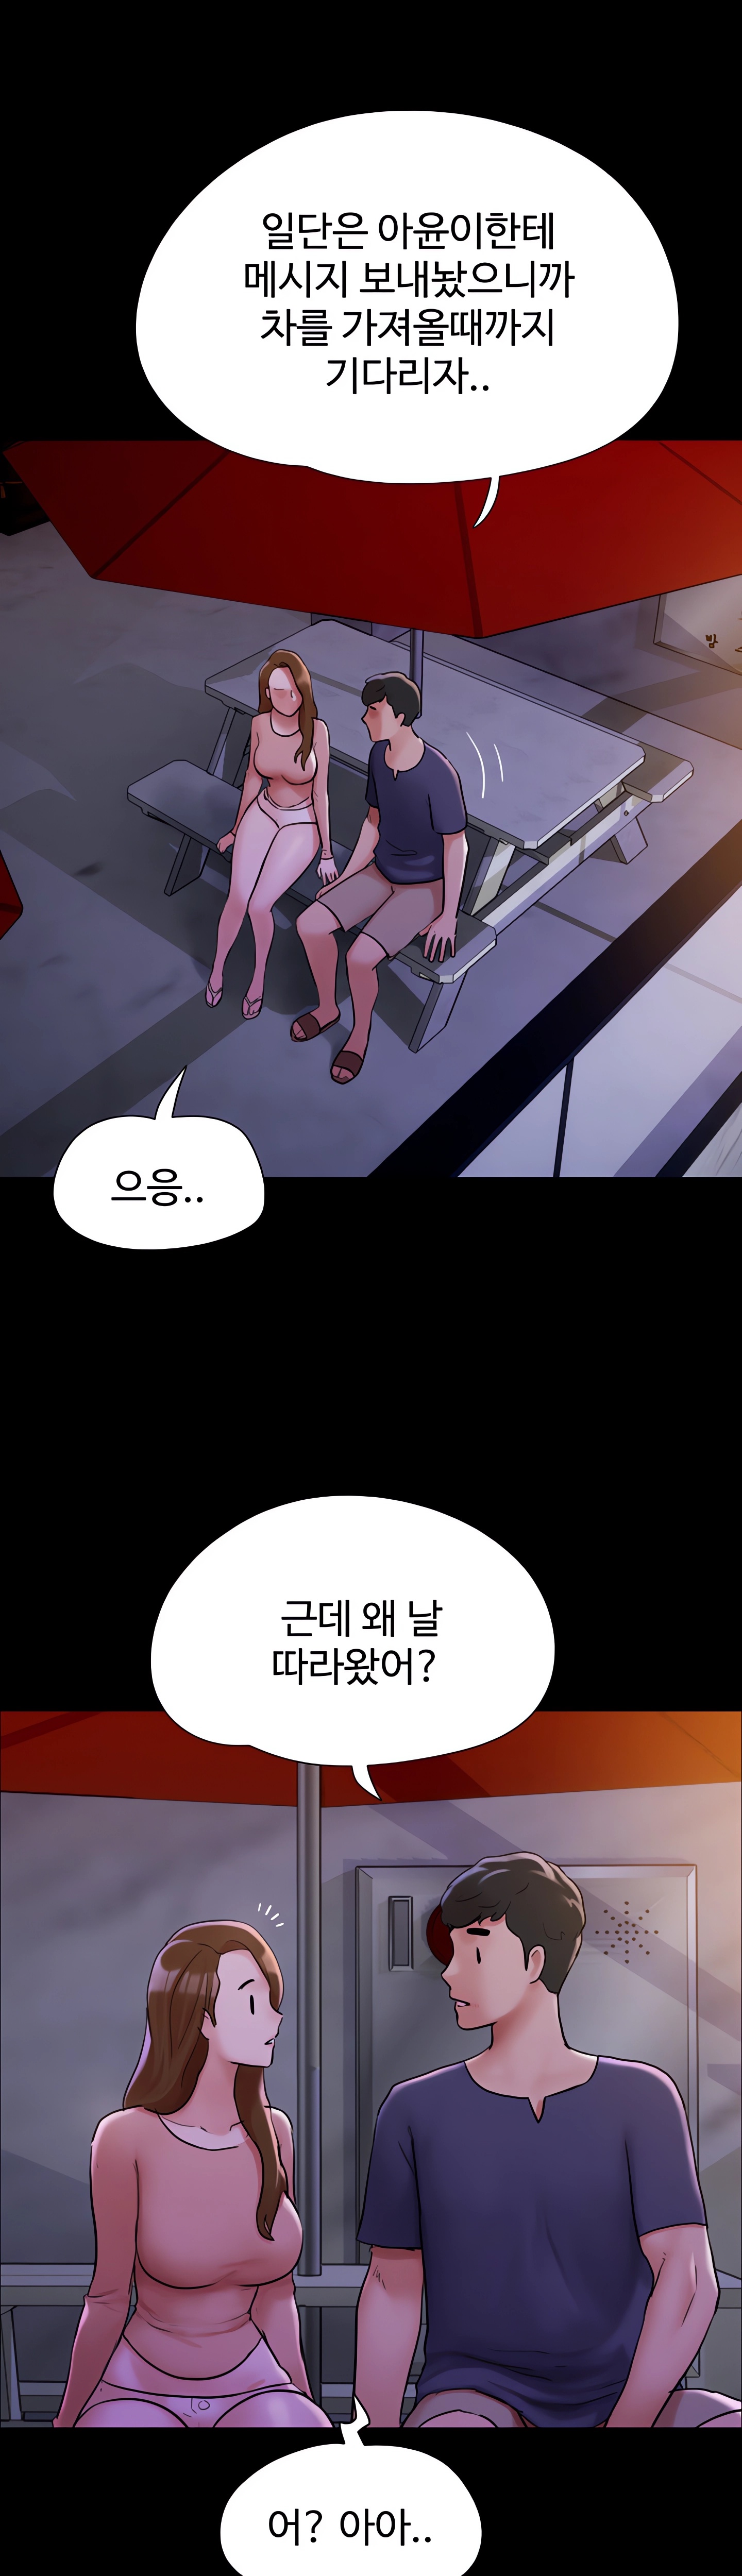 일단은 아윤이한테
메시지 보내놨으니까
차를 가져올때까지
기다리자..
밤
으응..
근데 왜 날
따라왔어?
어? 아아..